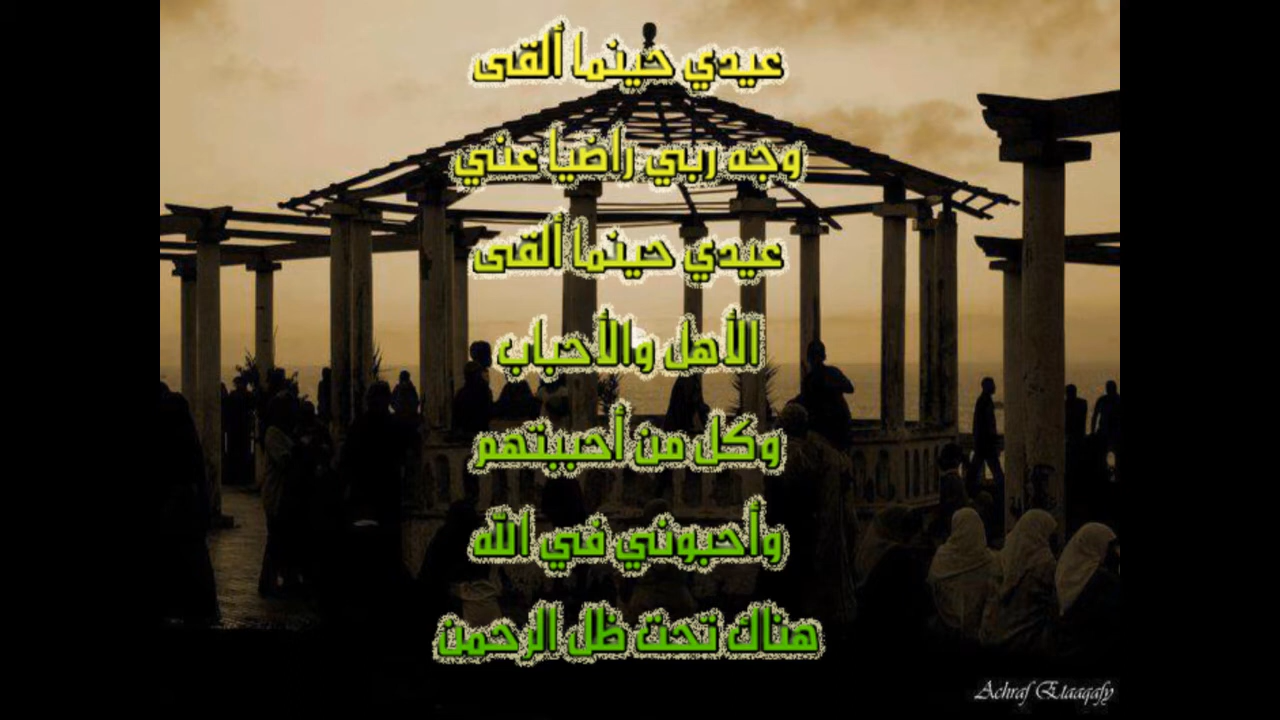 عيدي حينما ألقى
وجه ربي راضيا عني
عيدي حينما ألقى
الأهل والأحباب
وكل من أحببتهم
وأحبوني في الله
هناك تحت ظل الرحمن
Achraf Elaaqafy